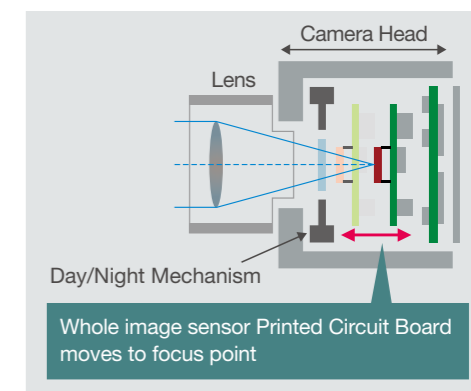 Camera Head
Lens
Day/Night Mechanism
Whole image sensor Printed Circuit Board
moves to focus point